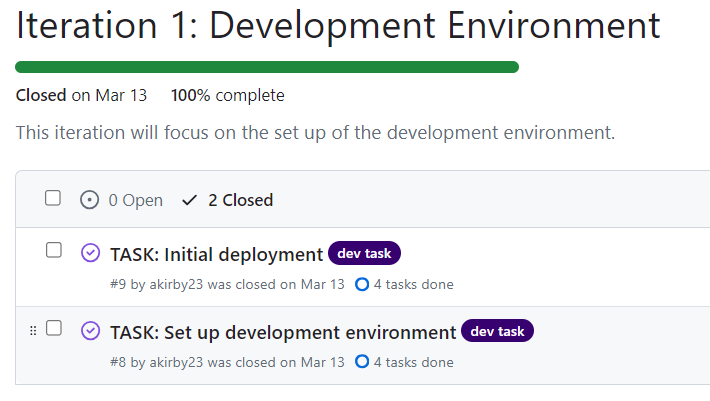 Iteration 1: Development Environment
Closed on Mar 13 100% complete
This iteration will focus on the set up of the development environment.
0 Open 2 Closed
TASK: Initial deployment dev task
#9 by akirby23 was closed on Mar 13 4 tasks done
TASK: Set up development environment dev task
#8 by akirby23 was closed on Mar 13 4 tasks done